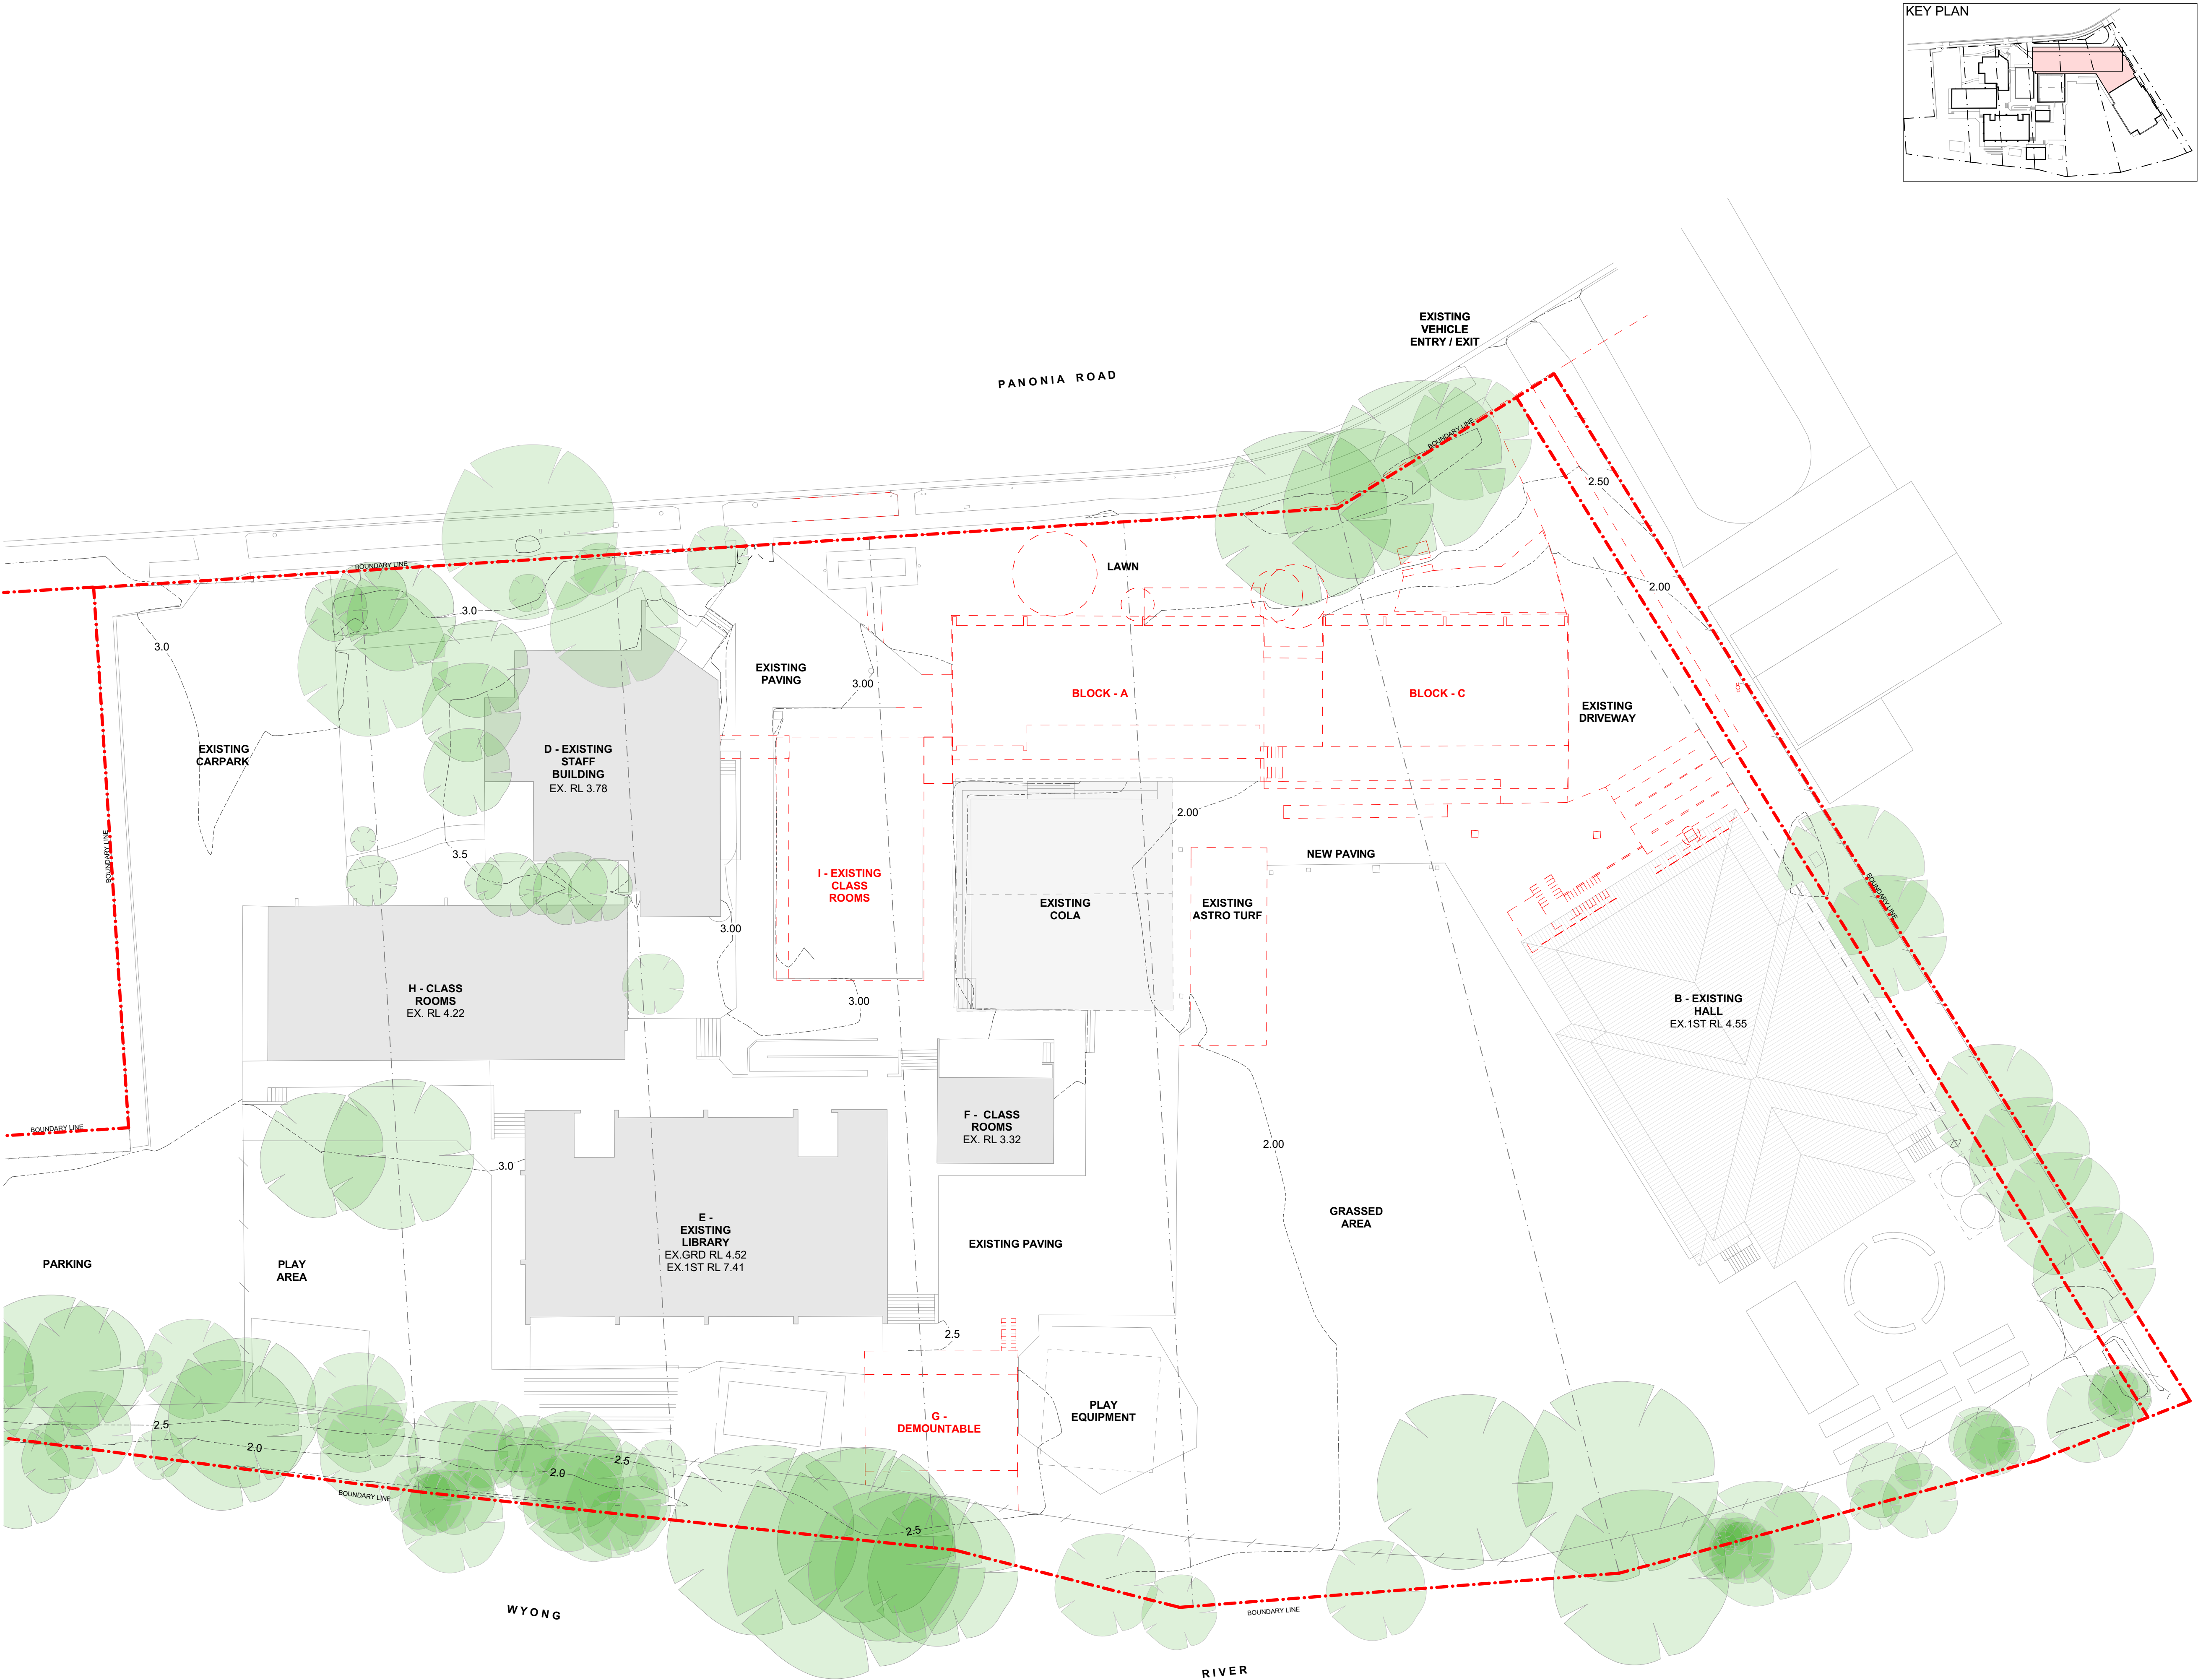 KEY PLAN
EXISTING
VEHICLE
ENTRY / EXIT
PANONIA ROAD
BOUNDARY LINE
2.50
BOUNDARY LINE
LAWN
2.00
3.0
3.0
EXISTING
PAVING
3.00
BLOCK - A
BLOCK - C
EXISTING
DRIVEWAY
EXISTING
CARPARK
D - EXISTING
STAFF
BUILDING
EX. RL 3.78
2.00
3.5
BOUNDARY LINE
NEW PAVING
I - EXISTING
CLASS
ROOMS
EXISTING
COLA
EXISTING
ASTRO TURF
BOUNDARY LINE
3.00
H - CLASS
ROOMS
EX. RL 4.22
3.00
B - EXISTING
HALL
EX.1ST RL 4.55
F - CLASS
ROOMS
EX. RL 3.32
BOUNDARY LINE
2.00
3.0
E -
EXISTING
LIBRARY
EX.GRD RL 4.52
EX.1ST RL 7.41
GRASSED
AREA
EXISTING PAVING
PARKING
PLAY
AREA
2.5
PLAY
EQUIPMENT
G -
DEMOUNTABLE
2.5
2.0
2.5
2.0
BOUNDARY LINE
2.5
WYONG
BOUNDARY LINE
RIVER